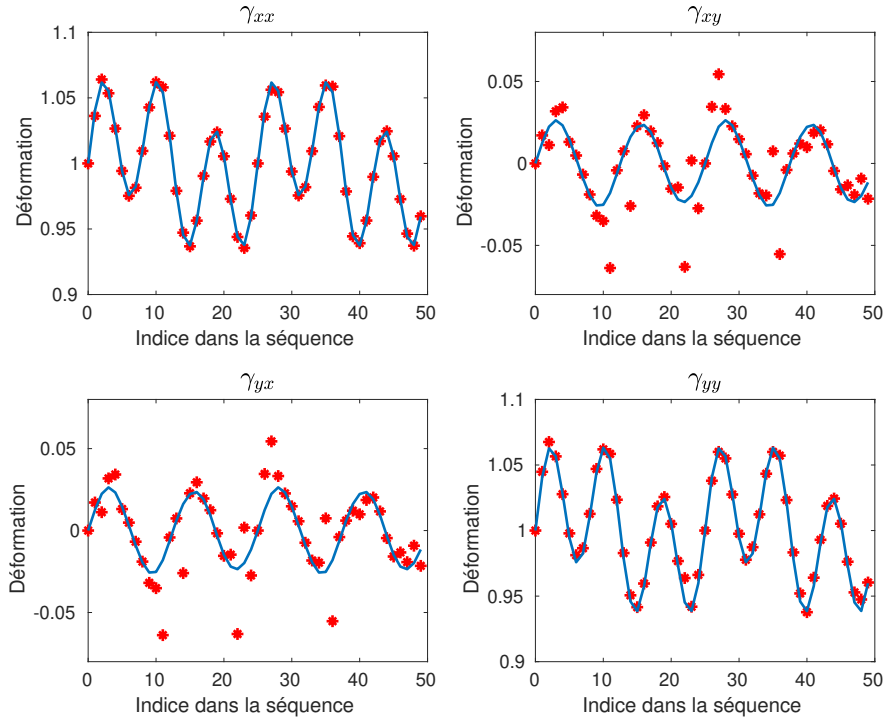 γxx
1.1
1.05
1
0.95
0.9
Déformation
0 10 20 30 40 50
Indice dans la séquence
γxy
0.05
0
-0.05
Déformation
0 10 20 30 40 50
Indice dans la séquence
γyx
0.05
0
-0.05
Déformation
0 10 20 30 40 50
Indice dans la séquence
γyy
1.1
1.05
1
0.95
0.9
Déformation
0 10 20 30 40 50
Indice dans la séquence